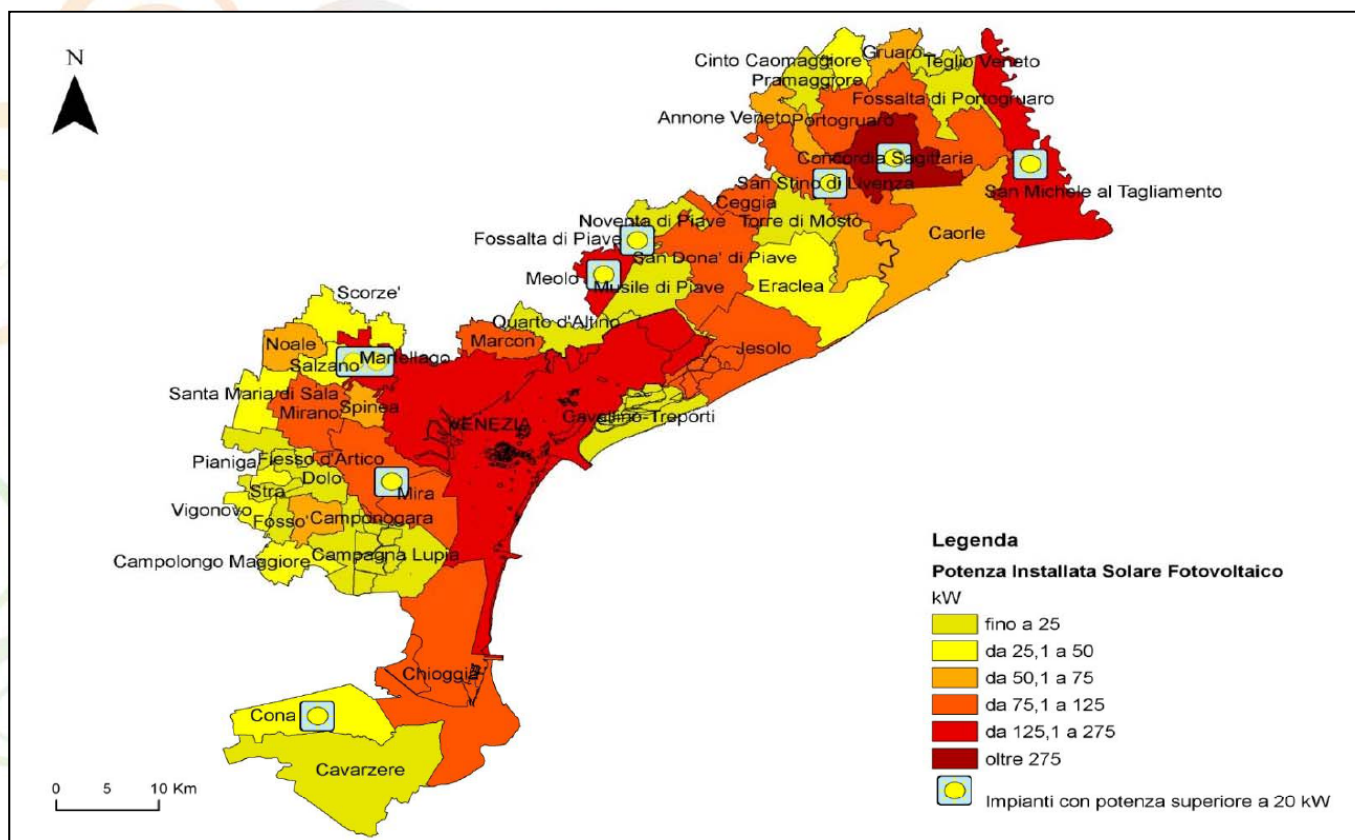 N
Cinto Caomaggiore
Gruaro
Teglio Veneto
Pramaggiore
Fossalta di Portogruaro
Annone Veneto
Portogruaro
Concordia Sagittaria
San Stino di Livenza
San Michele al Tagliamento
Ceggia
Noventa di Piave
Torre di Mosto
Caorle
Fossalta di Piave
San Dona' di Piave
Meolo
Musile di Piave
Eraclea
Scorze'
Quarto d'Altino
Noale
Marcon
Jesolo
Salzano
Martellago
Santa Maria di Sala
Mirano
Spinea
Cavallino-Treporti
VENEZIA
Pianiga
Fiesso d'Artico
Dolo
Stra
Mira
Vigonovo
Fosso'
Camponogara
Campolongo Maggiore
Campagna Lupia
Chioggia
Cona
Cavarzere
0 5 10 Km
Legenda
Potenza Installata Solare Fotovoltaico
kW
fino a 25
da 25,1 a 50
da 50,1 a 75
da 75,1 a 125
da 125,1 a 275
oltre 275
Impianti con potenza superiore a 20 kW